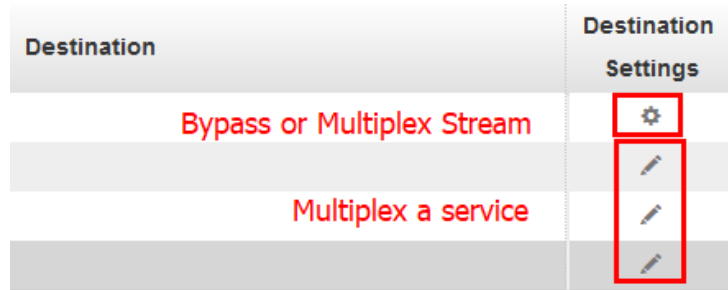 Destination
Destination
Settings
Bypass or Multiplex Stream
Multiplex a service